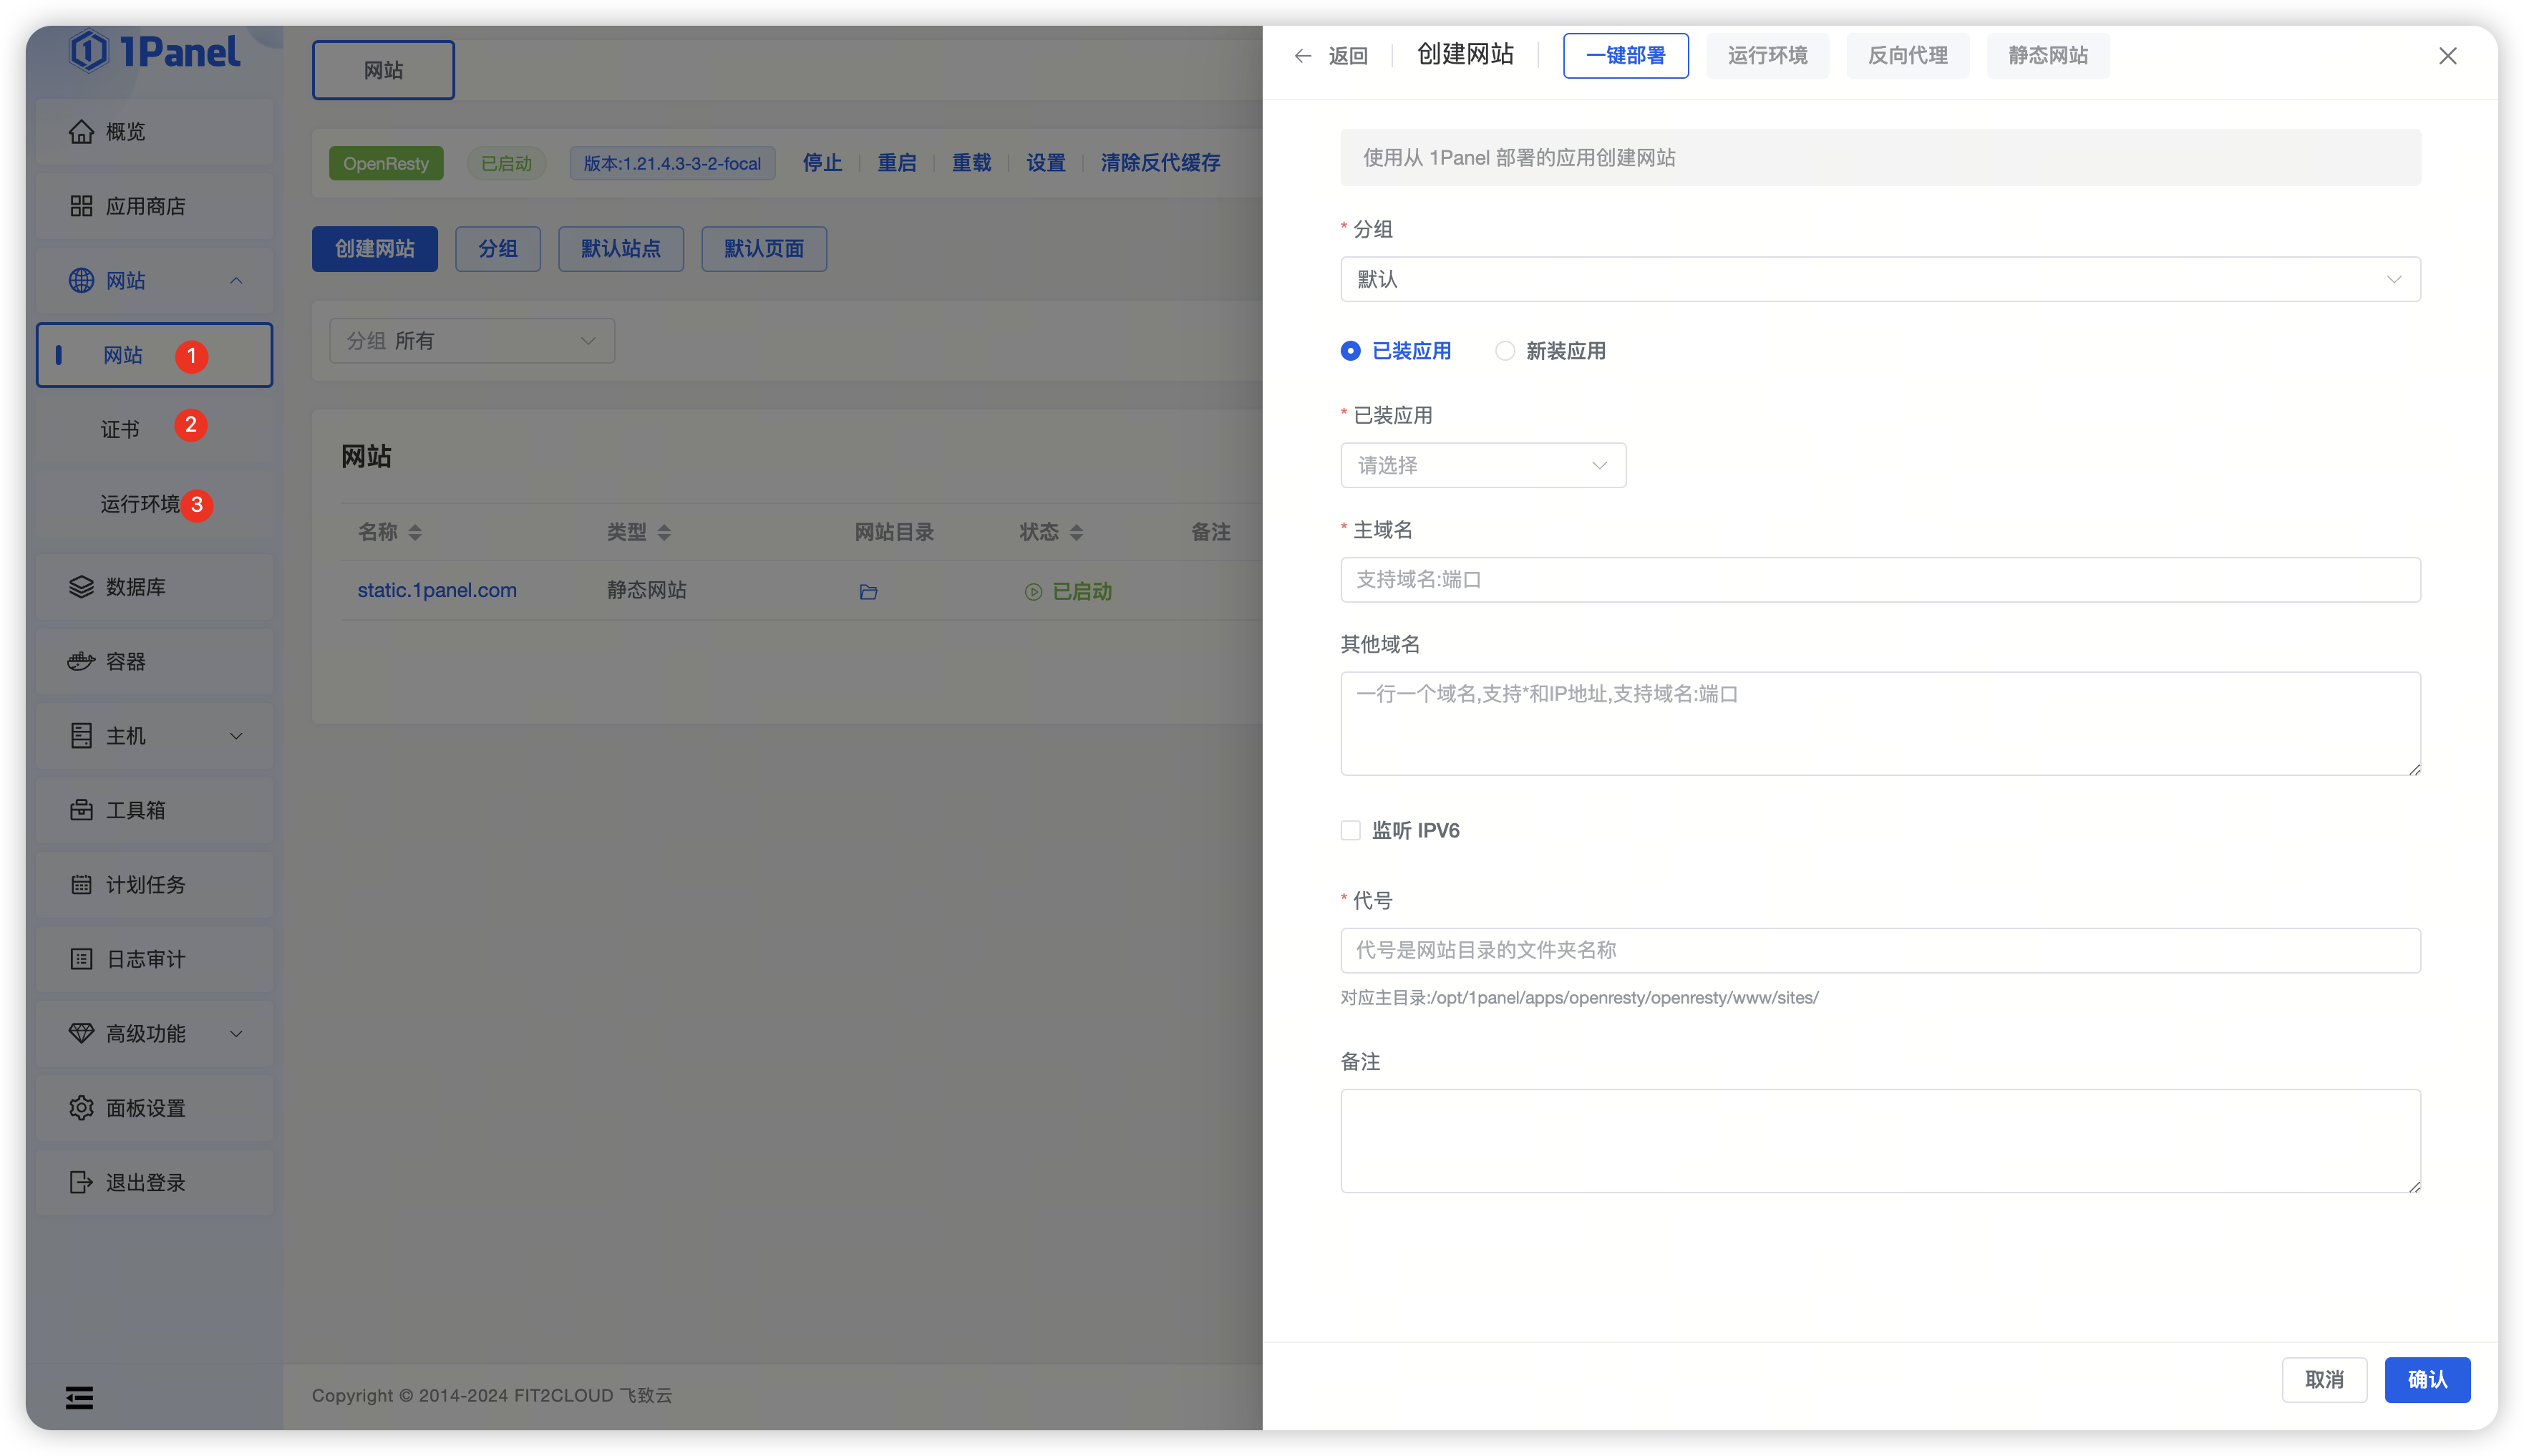 1Panel
概览
应用商店
网站
网站 1
证书 2
运行环境 3
数据库
容器
主机
工具箱
计划任务
日志审计
高级功能
面板设置
退出登录
网站
OpenResty 已启动 版本:1.21.4.3-3-2-focal 停止 重启 重载 设置 清除反代缓存
创建网站 分组 默认站点 默认页面
分组 所有
网站
名称 类型 网站目录 状态 备注
static.1panel.com 静态网站 已启动
Copyright © 2014-2024 FIT2CLOUD 飞致云
返回 创建网站 一键部署 运行环境 反向代理 静态网站
使用从 1Panel 部署的应用创建网站
* 分组
默认
已装应用 新装应用
* 已装应用
请选择
* 主域名
支持域名:端口
其他域名
一行一个域名,支持*和IP地址,支持域名:端口
监听 IPV6
* 代号
代号是网站目录的文件夹名称
对应主目录:/opt/1panel/apps/openresty/openresty/www/sites/
备注
取消 确认